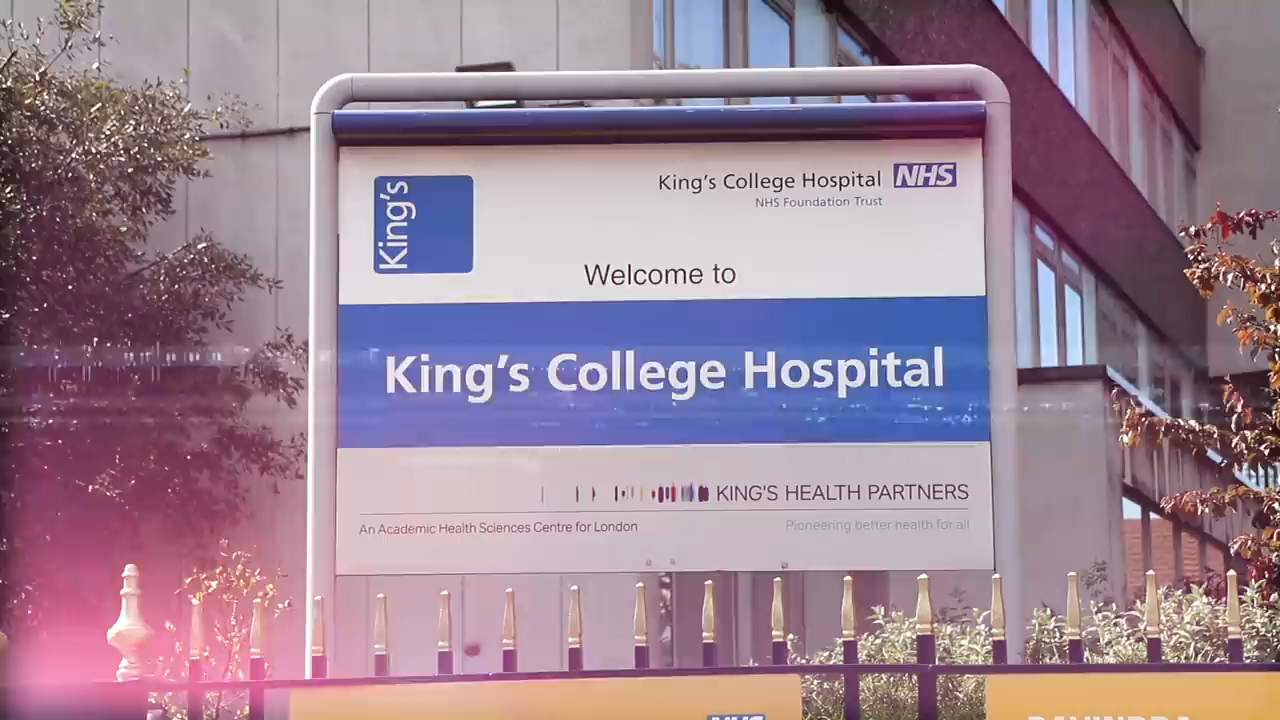 King's
King's College Hospital NHS
NHS Foundation Trust
Welcome to
King's College Hospital
KING'S HEALTH PARTNERS
An Academic Health Sciences Centre for London
Pioneering better health for all
NHS